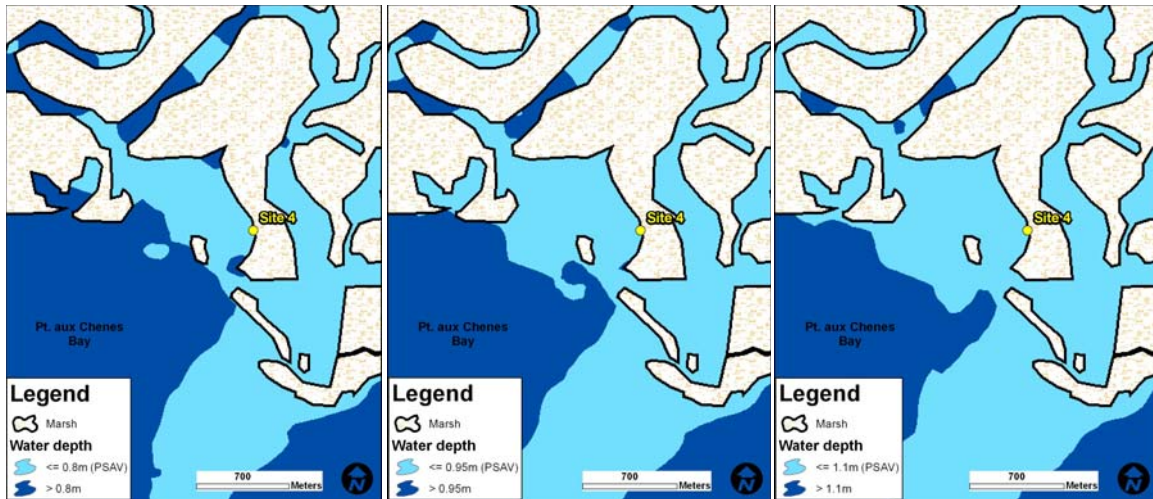 Site 4
Pt. aux Chenes
Bay
Legend
Marsh
Water depth
<= 0.8m (PSAV)
> 0.8m
700
Meters
N
Site 4
Pt. aux Chenes
Bay
Legend
Marsh
Water depth
<= 0.95m (PSAV)
> 0.95m
700
Meters
N
Site 4
Pt. aux Chenes
Bay
Legend
Marsh
Water depth
<= 1.1m (PSAV)
> 1.1m
700
Meters
N